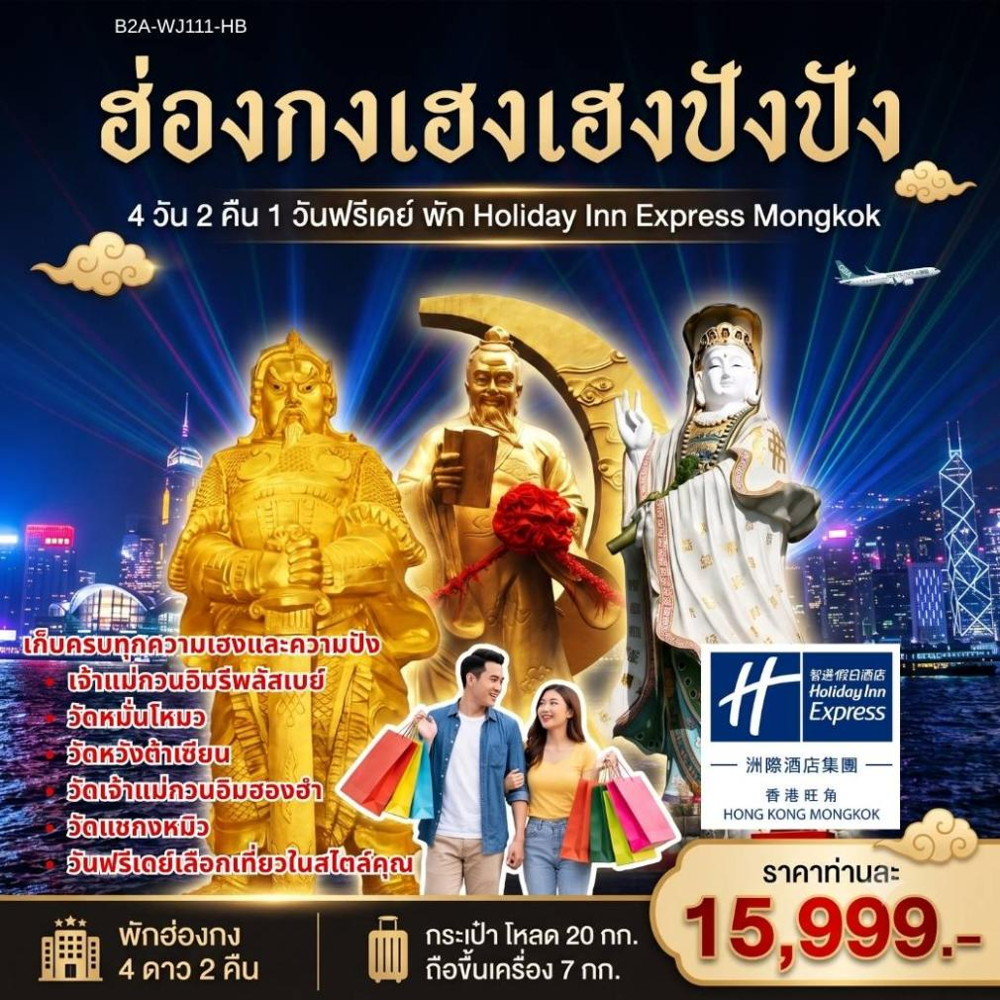 B2A-WJ111-HB
ฮ่องกงเฮงเฮงปังปัง
4 วัน 2 คืน 1 วันฟรีเดย์ พัก Holiday Inn Express Mongkok
เก็บครบทุกความเฮงและความปัง
• เจ้าแม่กวนอิมรีพลัสเบย์
• วัดหมั่นโหมว
• วัดหวังต้าเซียน
• วัดเจ้าแม่กวนอิมฮองฮำ
• วัดแชกงหมิว
• วันฟรีเดย์เลือกเที่ยวในสไตล์คุณ
智選假日酒店
Holiday Inn
Express
洲際酒店集團
香港旺角
HONG KONG MONGKOK
ราคาท่านละ
15,999.-
พักฮ่องกง
4 ดาว 2 คืน
กระเป๋า โหลด 20 กก.
ถือขึ้นเครื่อง 7 กก.